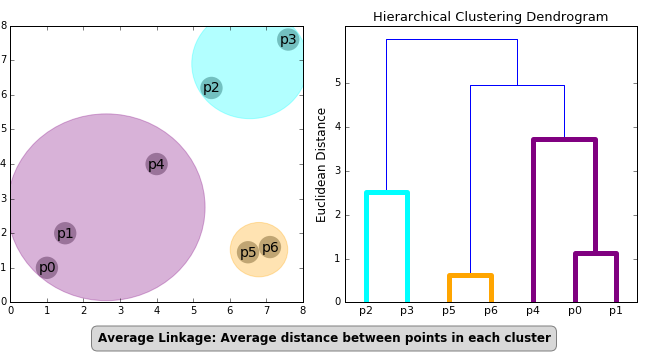 Hierarchical Clustering Dendrogram
8
7
6
5
4
3
2
1
0
p3
p2
p4
p1
p0
p5 p6
0 1 2 3 4 5 6 7 8
Euclidean Distance
5
4
3
2
1
0
p2 p3 p5 p6 p4 p0 p1
Average Linkage: Average distance between points in each cluster